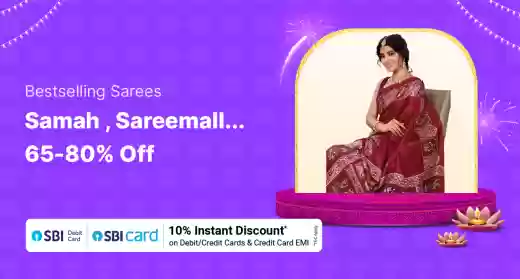 Bestselling Sarees
Samah , Sareemall...
65-80% Off
SBI Debit Card
SBI card
10% Instant Discount*
on Debit/Credit Cards & Credit Card EMI
*T&C apply